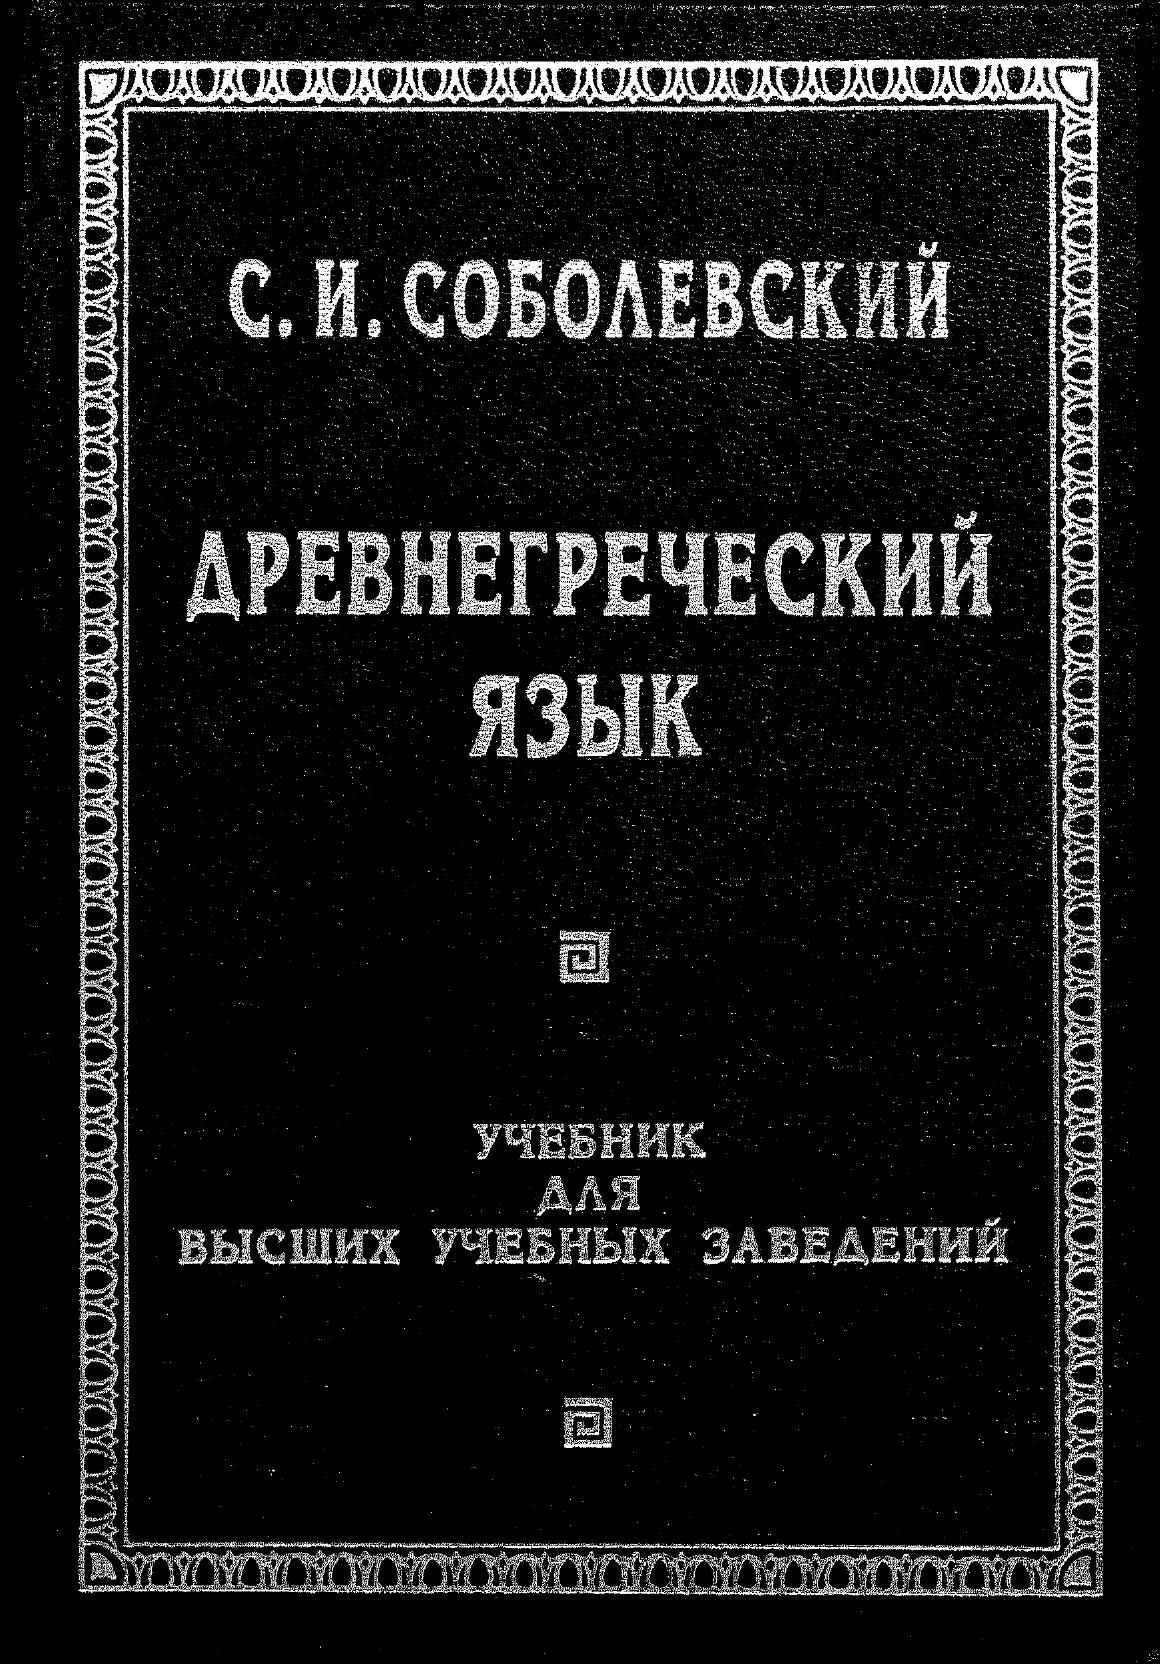 С. И. СОБОЛЕВСКИЙ
ДРЕВНЕГРЕЧЕСКИЙ
ЯЗЫК
УЧЕБНИК
ДЛЯ
ВЫСШИХ УЧЕБНЫХ ЗАВЕДЕНИЙ